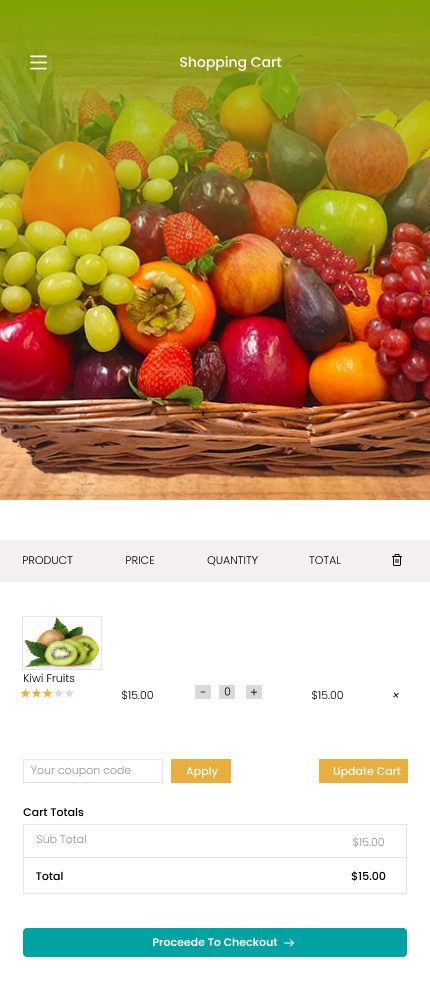 Shopping Cart
PRODUCT PRICE QUANTITY TOTAL
Kiwi Fruits
$15.00 - 0 + $15.00 ×
Your coupon code Apply Update Cart
Cart Totals
Sub Total $15.00
Total $15.00
Proceede To Checkout →